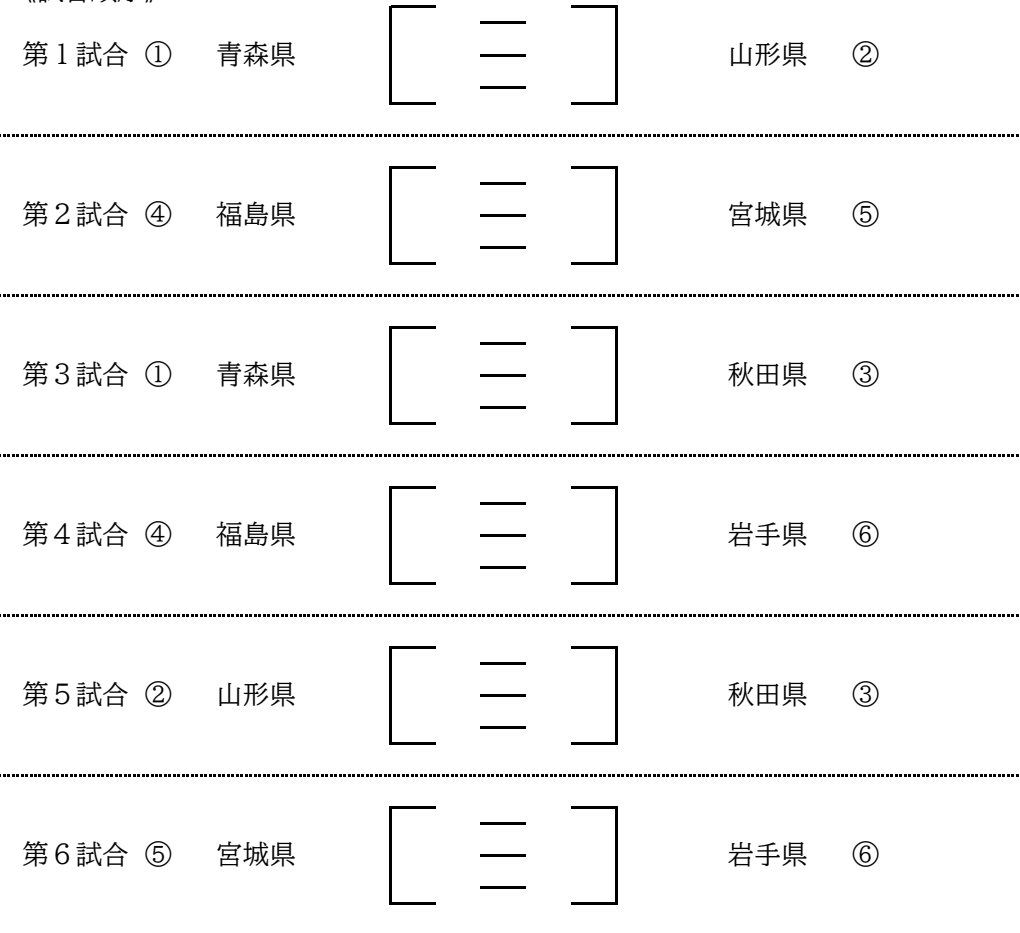 第１試合 ① 青森県 山形県 ②
第２試合 ④ 福島県 宮城県 ⑤
第３試合 ① 青森県 秋田県 ③
第４試合 ④ 福島県 岩手県 ⑥
第５試合 ② 山形県 秋田県 ③
第６試合 ⑤ 宮城県 岩手県 ⑥